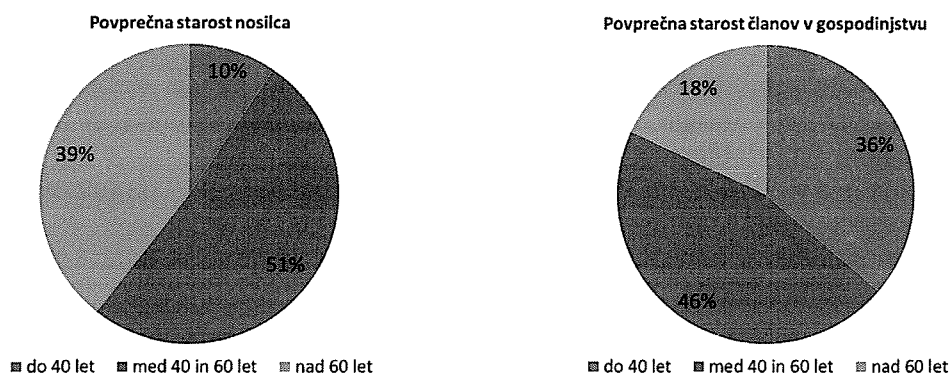 Povprečna starost nosilca
10%
39%
51%
do 40 let med 40 in 60 let nad 60 let
Povprečna starost članov v gospodinjstvu
18%
36%
46%
do 40 let med 40 in 60 let nad 60 let